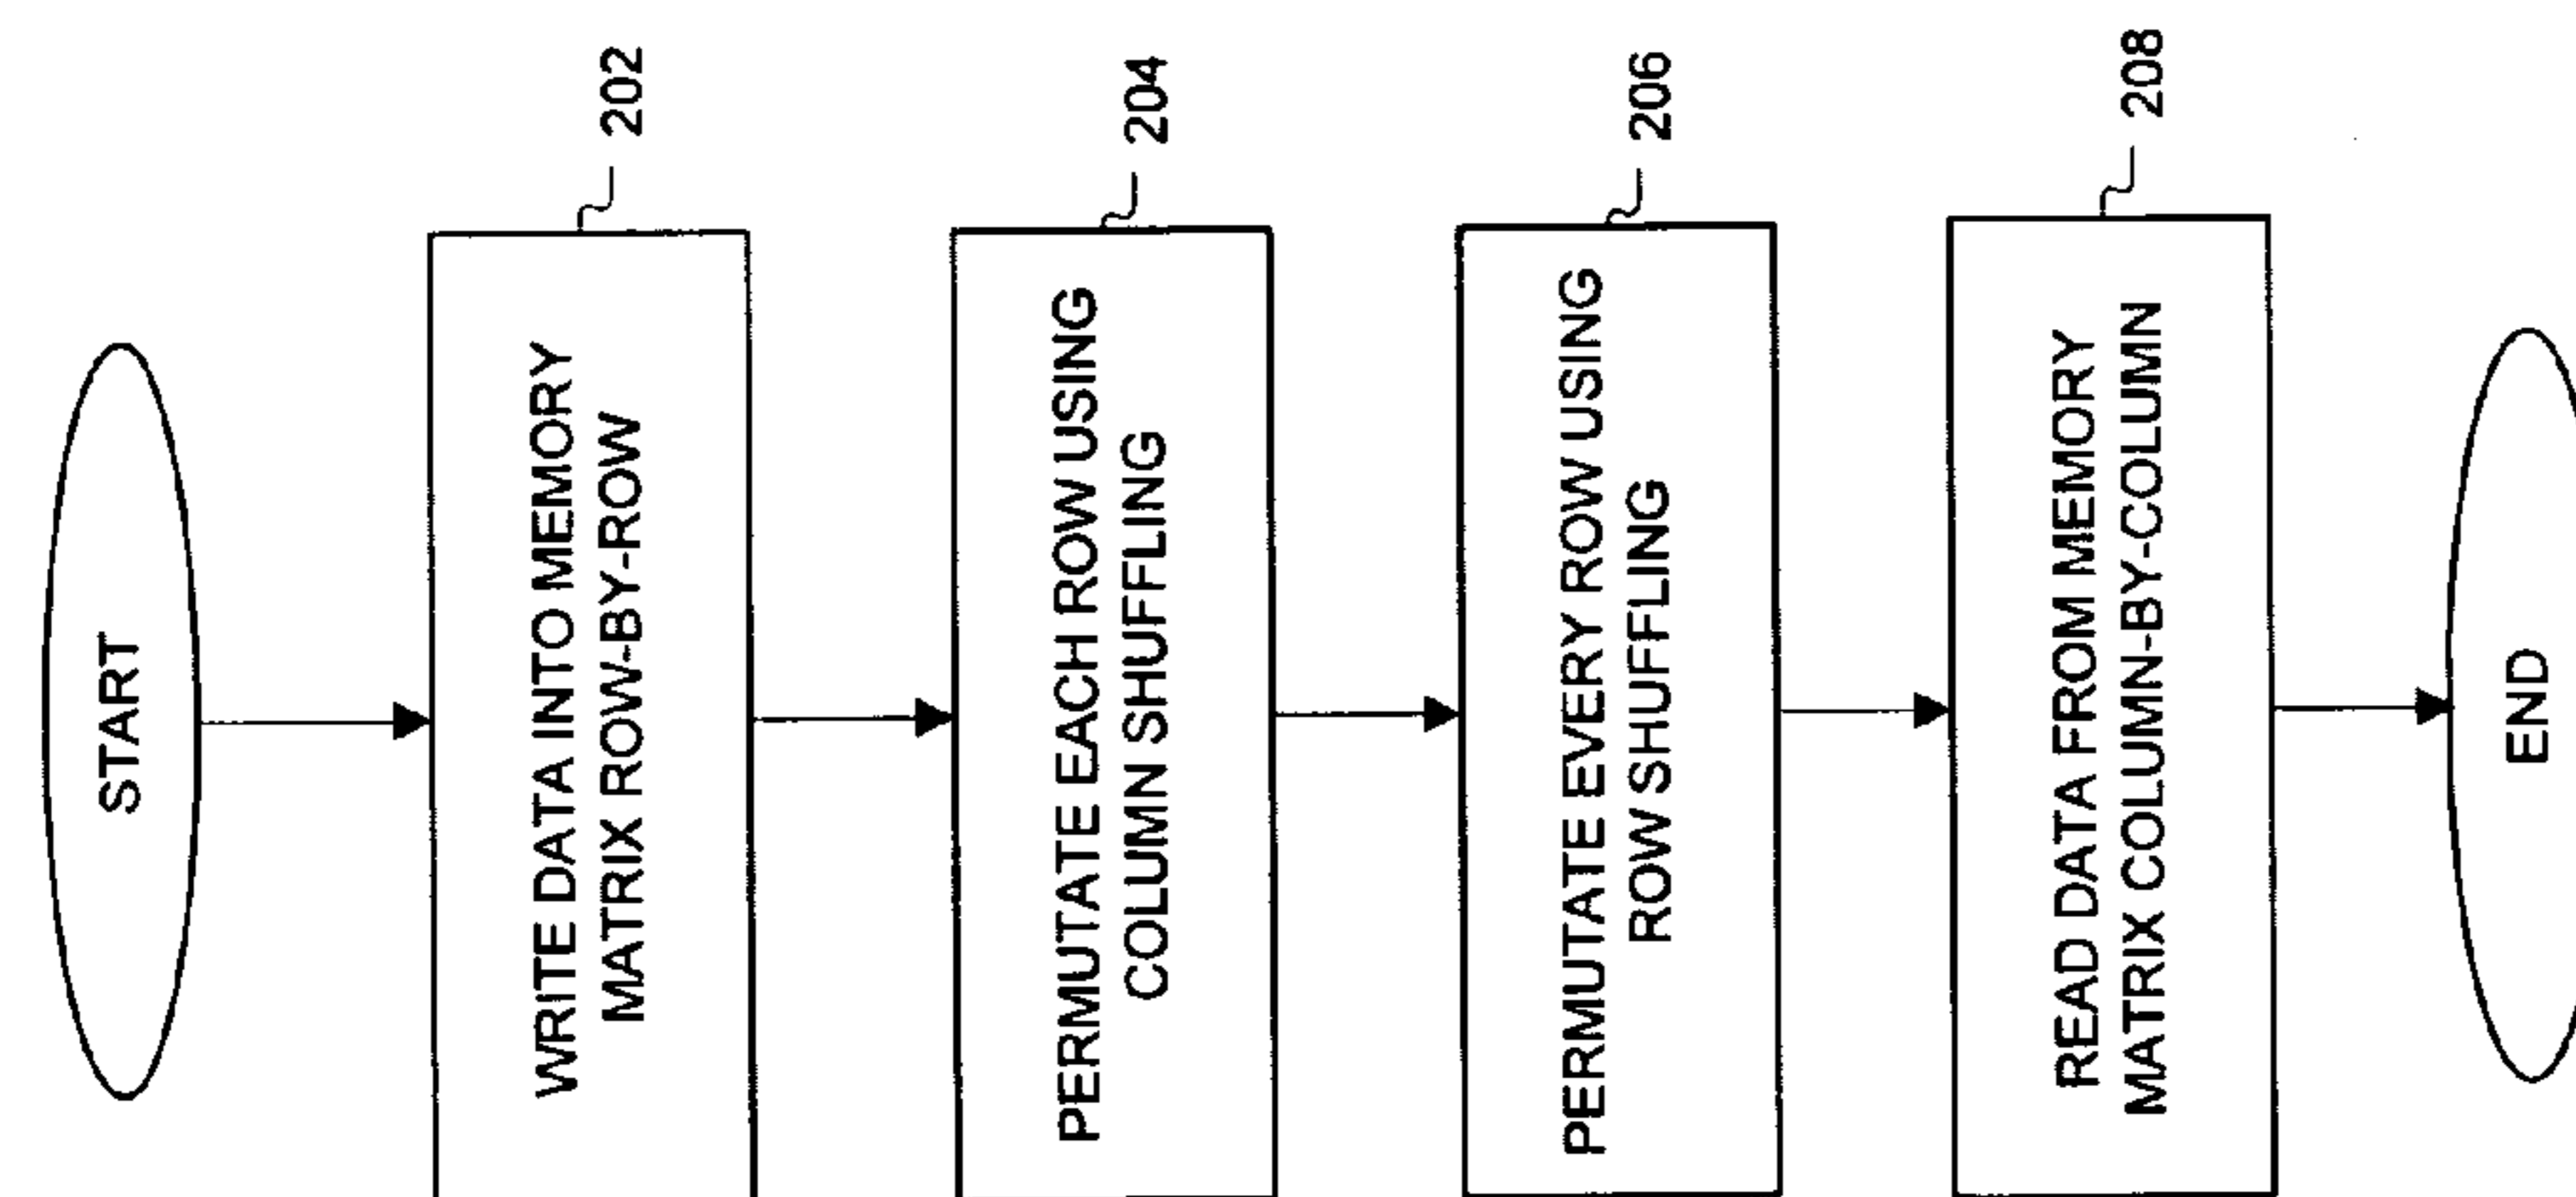 START
WRITE DATA INTO MEMORY
MATRIX ROW-BY-ROW
202
PERMUTATE EACH ROW USING
COLUMN SHUFFLING
204
PERMUTATE EVERY ROW USING
ROW SHUFFLING
206
READ DATA FROM MEMORY
MATRIX COLUMN-BY-COLUMN
208
END